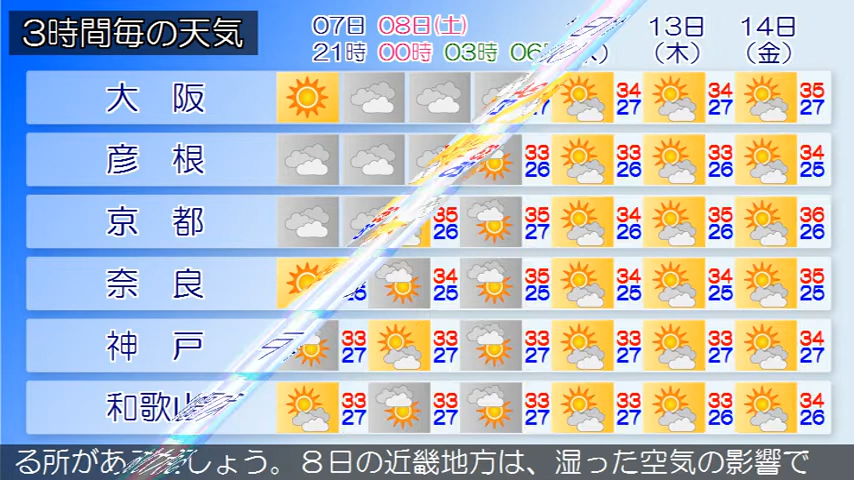 3時間毎の天気
07日 08日(土) 13日 14日
21時 00時 03時 06 (木) (金)
大阪 27 34 27 34 27 35 27
彦根 33 26 33 26 33 26 34 25
京都 35 26 35 27 34 26 35 26 36 26
奈良 25 34 25 35 25 34 25 35 25 35 25
神戸 33 27 33 27 33 27 33 27 33 27 34 27
和歌山 33 27 33 27 33 27 33 27 33 26 34 26
る所があ しょう。８日の近畿地方は、湿った空気の影響で